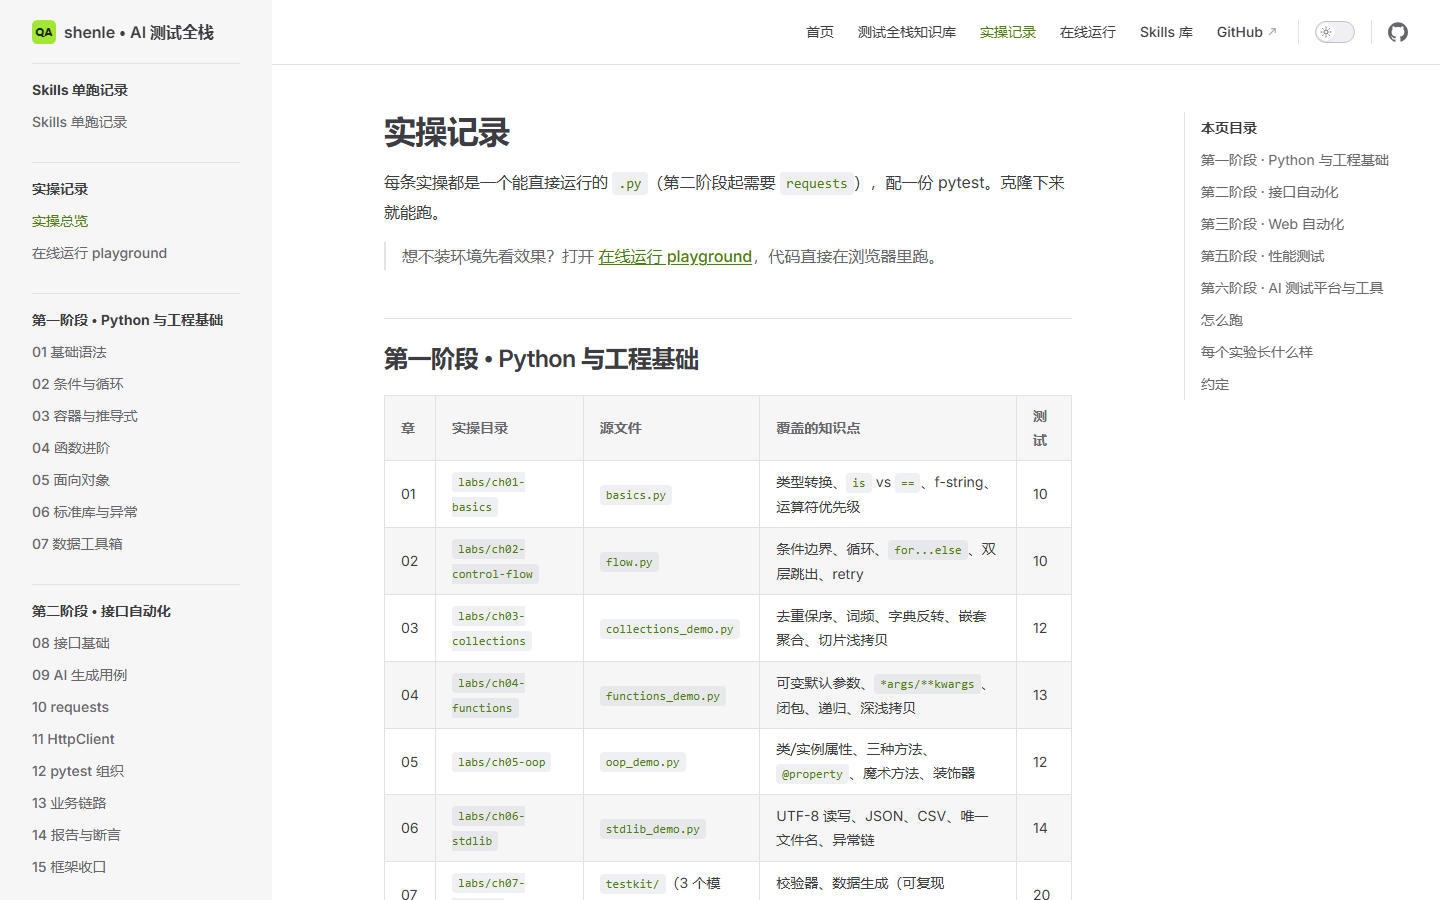 QA shenle • AI 测试全栈
首页 测试全栈知识库 实操记录 在线运行 Skills 库 GitHub ↗
Skills 单跑记录
Skills 单跑记录
实操记录
实操总览
在线运行 playground
第一阶段 • Python 与工程基础
01 基础语法
02 条件与循环
03 容器与推导式
04 函数进阶
05 面向对象
06 标准库与异常
07 数据工具箱
第二阶段 • 接口自动化
08 接口基础
09 AI 生成用例
10 requests
11 HttpClient
12 pytest 组织
13 业务链路
14 报告与断言
15 框架收口
实操记录
每条实操都是一个能直接运行的 .py（第二阶段起需要 requests），配一份 pytest。克隆下来
就能跑。
想不装环境先看效果？打开 在线运行 playground，代码直接在浏览器里跑。
第一阶段 • Python 与工程基础
章 实操目录 源文件 覆盖的知识点 测
试
01 labs/ch01-
basics basics.py 类型转换、is vs ==、f-string、
运算符优先级 10
02 labs/ch02-
control-flow flow.py 条件边界、循环、for...else、双
层跳出、retry 10
03 labs/ch03-
collections collections_demo.py 去重保序、词频、字典反转、嵌套
聚合、切片浅拷贝 12
04 labs/ch04-
functions functions_demo.py 可变默认参数、*args/**kwargs、
闭包、递归、深浅拷贝 13
05 labs/ch05-oop oop_demo.py 类/实例属性、三种方法、
@property、魔术方法、装饰器 12
06 labs/ch06-
stdlib stdlib_demo.py UTF-8 读写、JSON、CSV、唯一
文件名、异常链 14
07 labs/ch07- testkit/（3 个模 校验器、数据生成（可复现 20
本页目录
第一阶段 · Python 与工程基础
第二阶段 · 接口自动化
第三阶段 · Web 自动化
第五阶段 · 性能测试
第六阶段 · AI 测试平台与工具
怎么跑
每个实验长什么样
约定